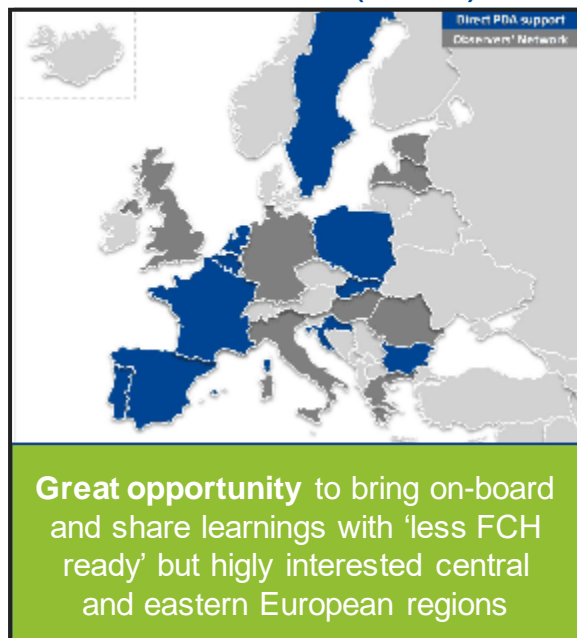 Direct PDA support
Observers' Network
Great opportunity to bring on-board
and share learnings with ‘less FCH
ready’ but higly interested central
and eastern European regions